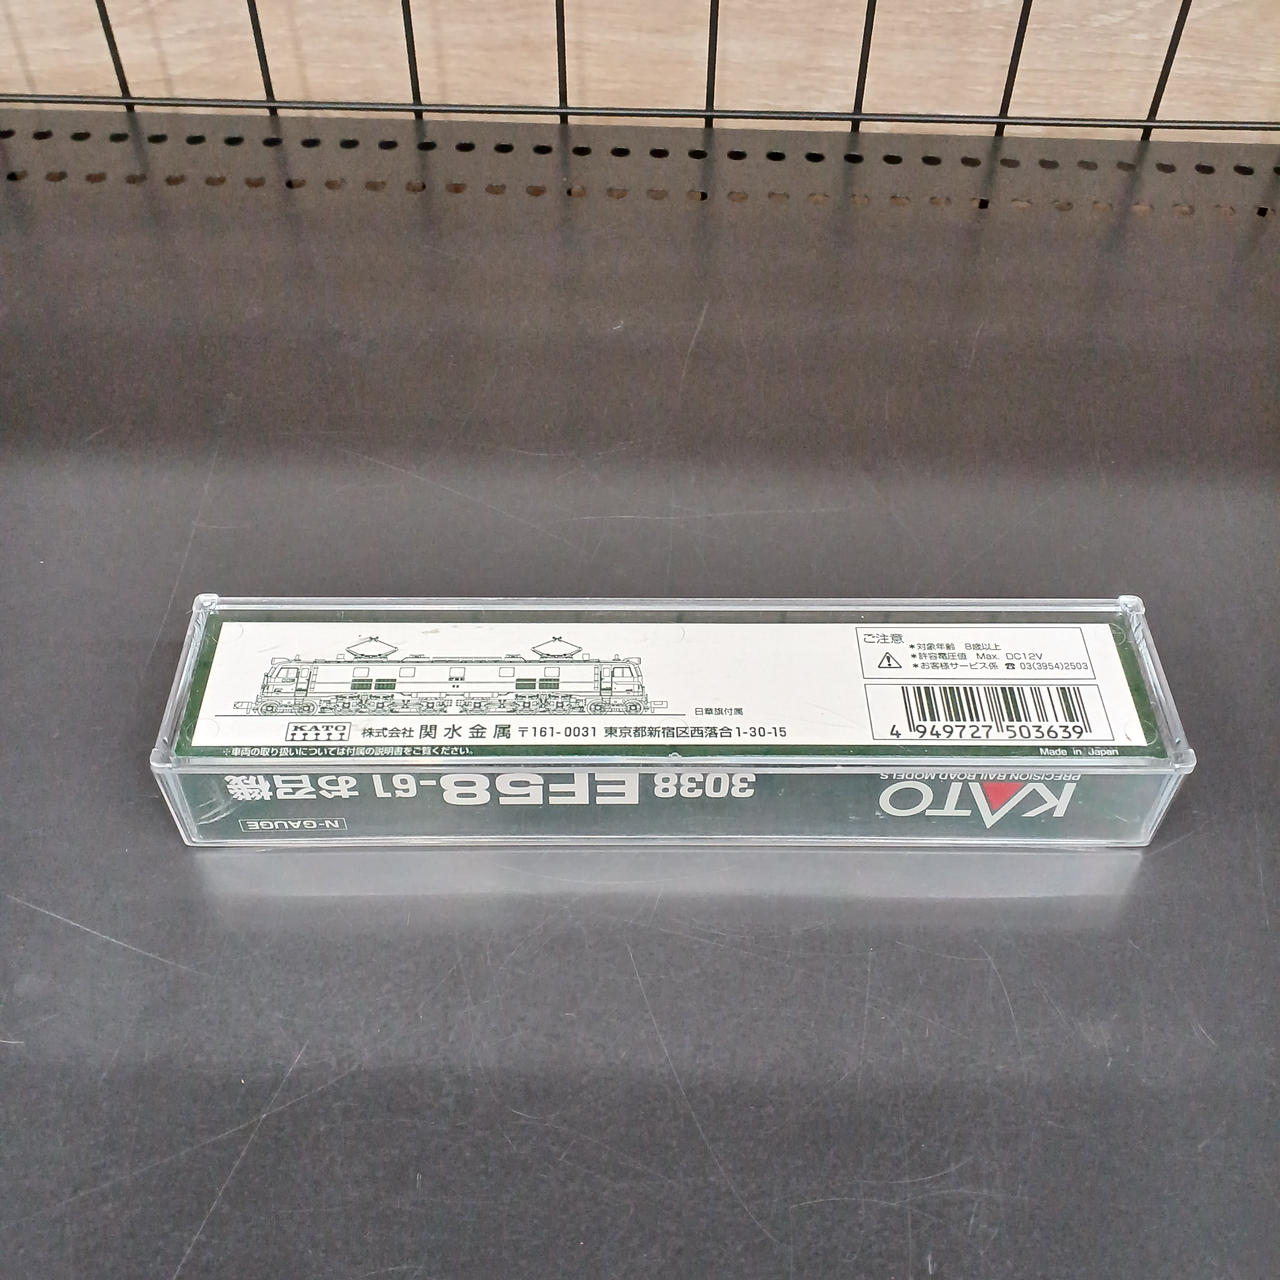 ご注意
*対象年齢 8歳以上
*許容電圧値 Max. DC12V
*お客様サービス係 ☎ 03(3954)2503
日章旗付属
KATO
株式会社 関水金属 〒161-0031 東京都新宿区西落合1-30-15
4 949727 503639
※車両の取り扱いについては付属の説明書をご覧ください。
Made in Japan
KATO
PRECISION RAILROAD MODELS
3038 EF58-61 お召機
N-GAUGE